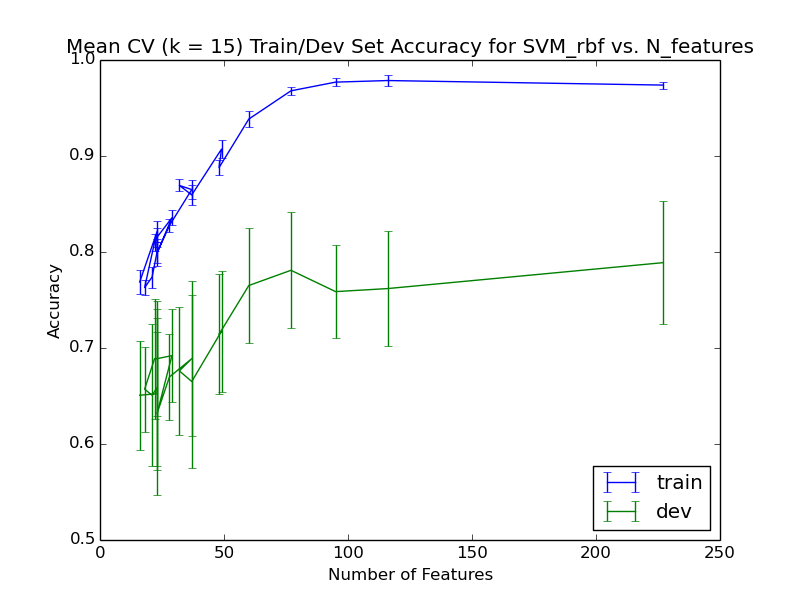 Mean CV (k = 15) Train/Dev Set Accuracy for SVM_rbf vs. N_features
1.0
0.9
0.8
0.7
0.6
0.5
Accuracy
train
dev
0 50 100 150 200 250
Number of Features